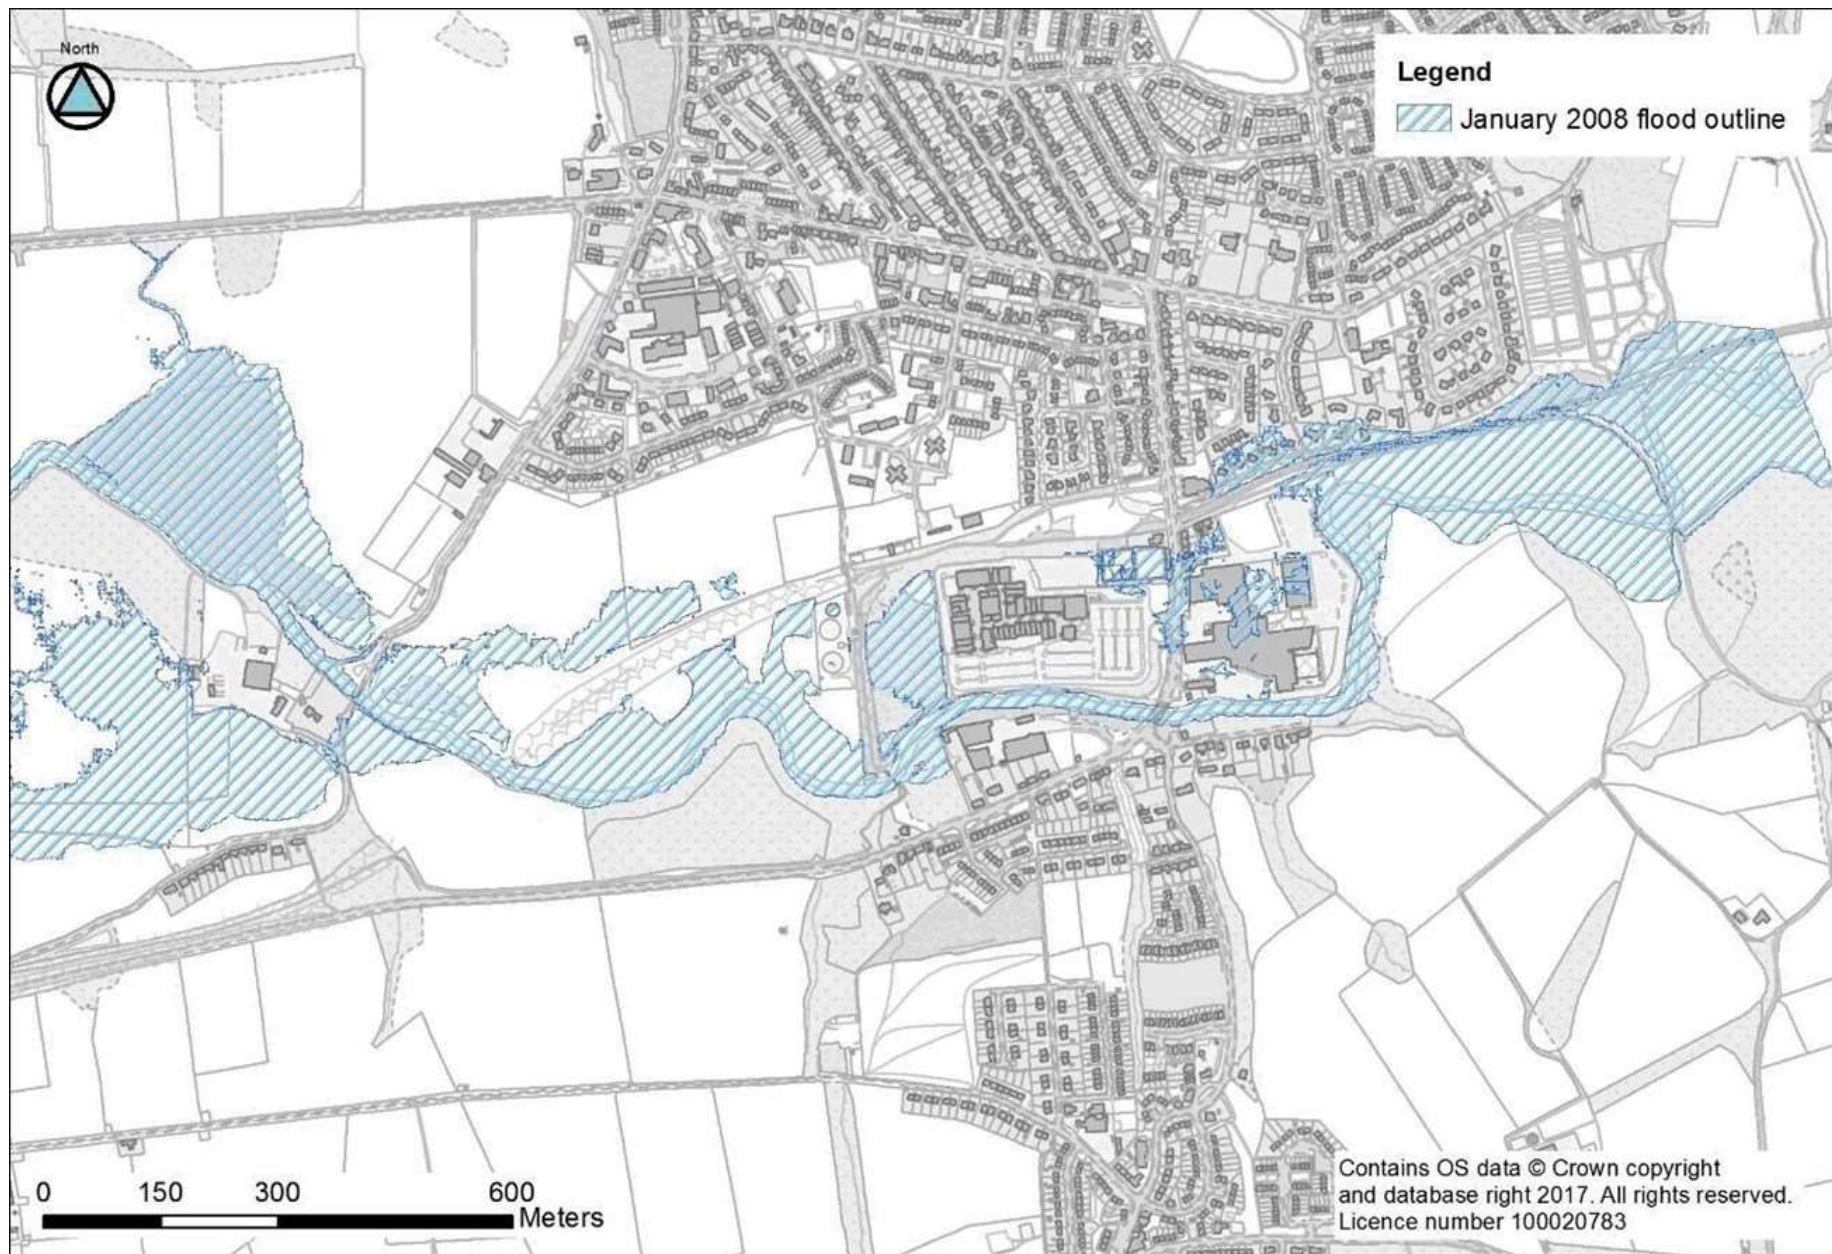 North
Legend
January 2008 flood outline
0 150 300 600
Meters
Contains OS data © Crown copyright
and database right 2017. All rights reserved.
Licence number 100020783